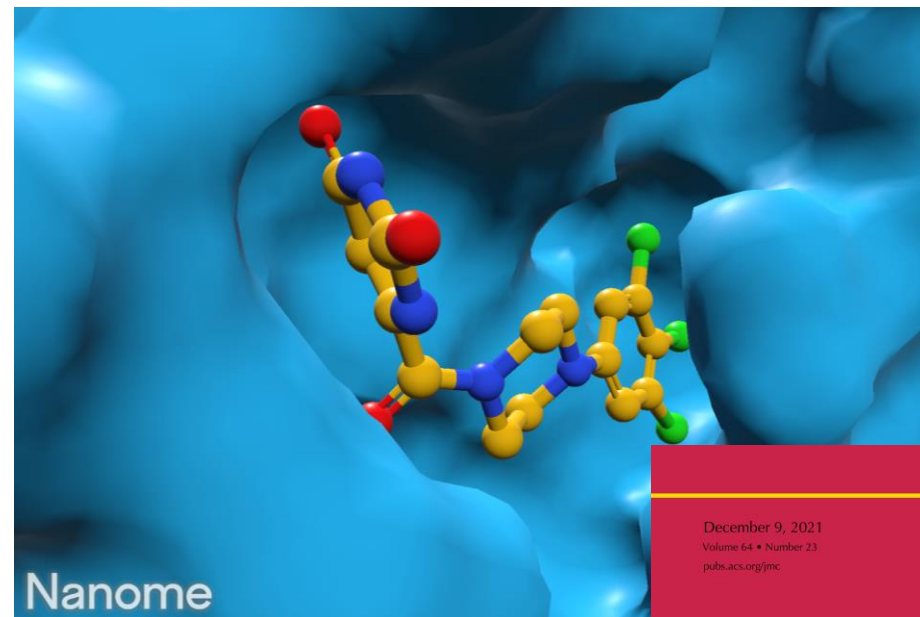 December 9, 2021
Volume 64 • Number 23
pubs.acs.org/jmc
Nanome